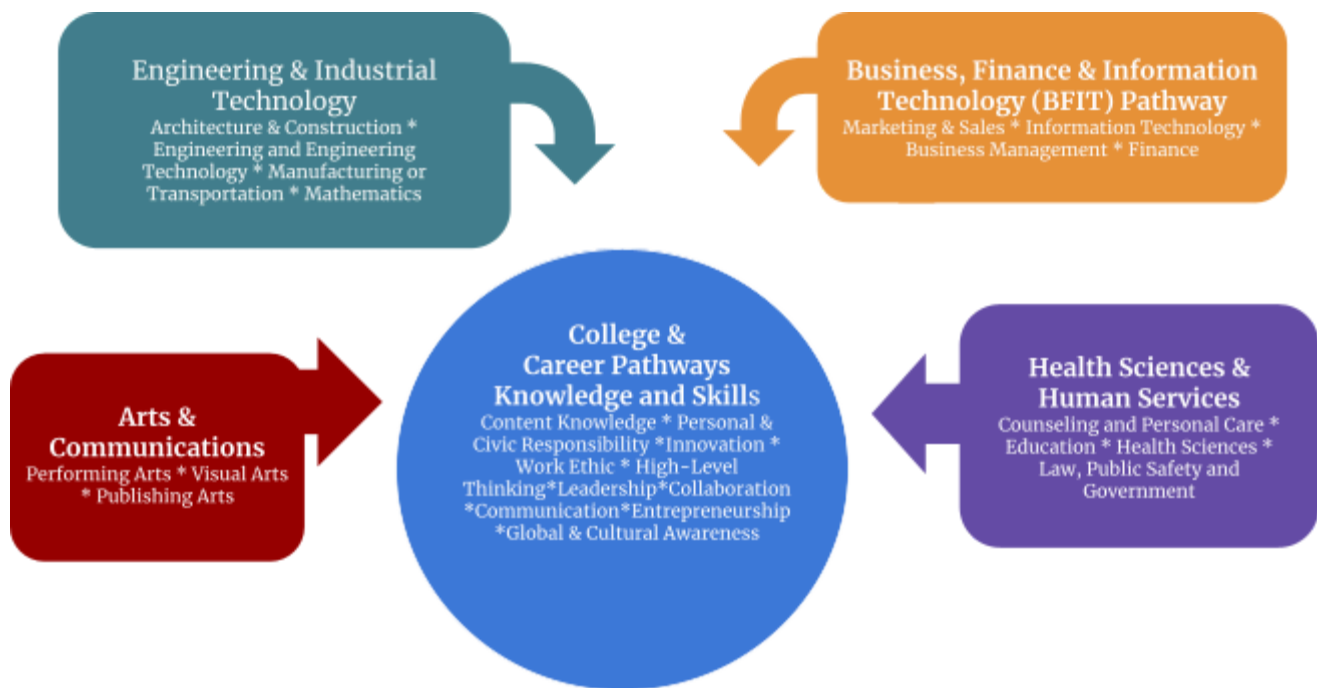 Engineering & Industrial
Technology
Architecture & Construction *
Engineering and Engineering
Technology * Manufacturing or
Transportation * Mathematics
Business, Finance & Information
Technology (BFIT) Pathway
Marketing & Sales * Information Technology *
Business Management * Finance
Arts &
Communications
Performing Arts * Visual Arts
* Publishing Arts
College &
Career Pathways
Knowledge and Skills
Content Knowledge * Personal &
Civic Responsibility *Innovation *
Work Ethic * High-Level
Thinking*Leadership*Collaboration
*Communication*Entrepreneurship
*Global & Cultural Awareness
Health Sciences &
Human Services
Counseling and Personal Care *
Education * Health Sciences *
Law, Public Safety and
Government